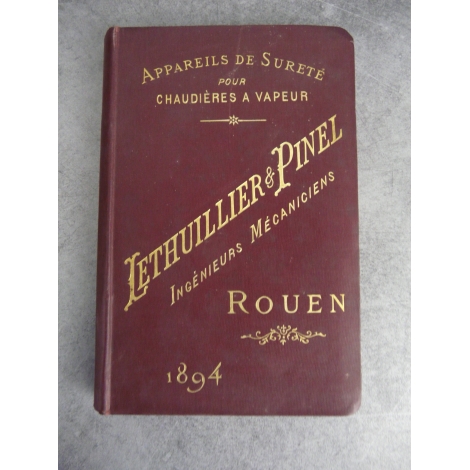 APPAREILS DE SURETÉ
POUR
CHAUDIÈRES A VAPEUR
LETHUILLIER & PINEL
INGÉNIEURS MÉCANICIENS
ROUEN
1894